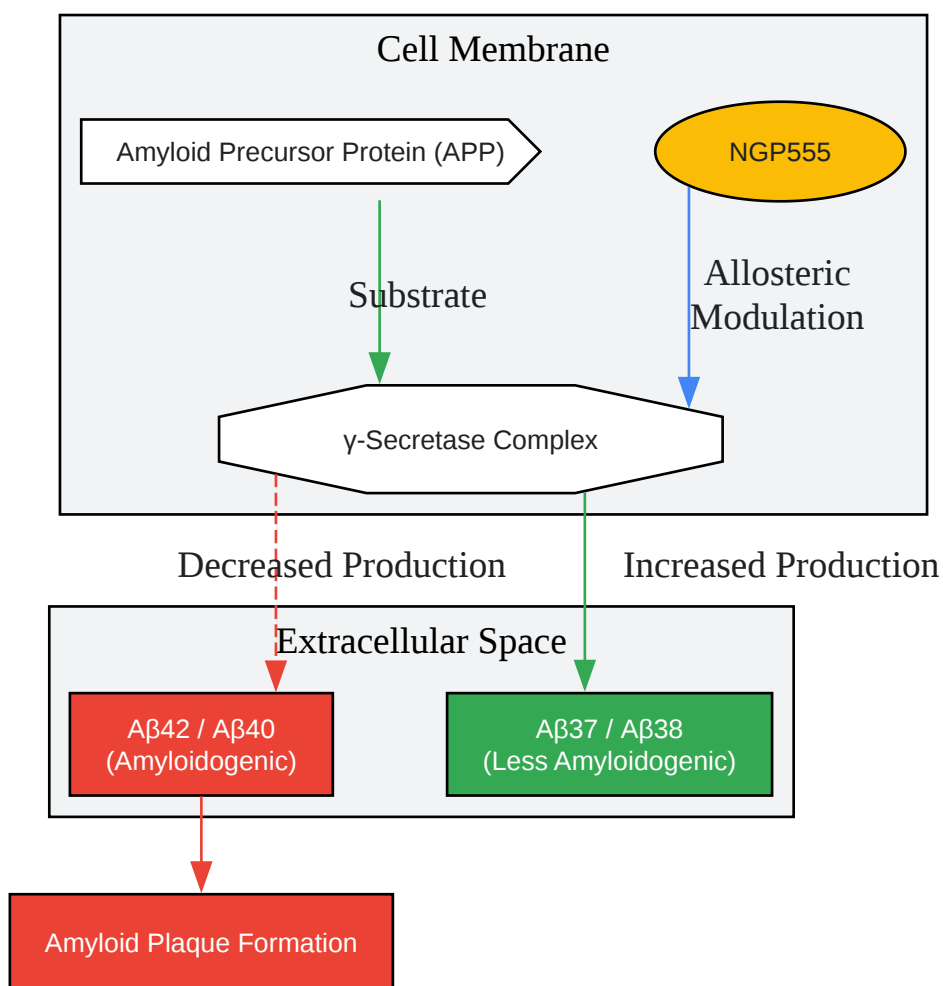 Cell Membrane
Amyloid Precursor Protein (APP)
NGP555
Substrate
Allosteric
Modulation
γ-Secretase Complex
Decreased Production
Increased Production
Extracellular Space
Aβ42 / Aβ40
(Amyloidogenic)
Aβ37 / Aβ38
(Less Amyloidogenic)
Amyloid Plaque Formation